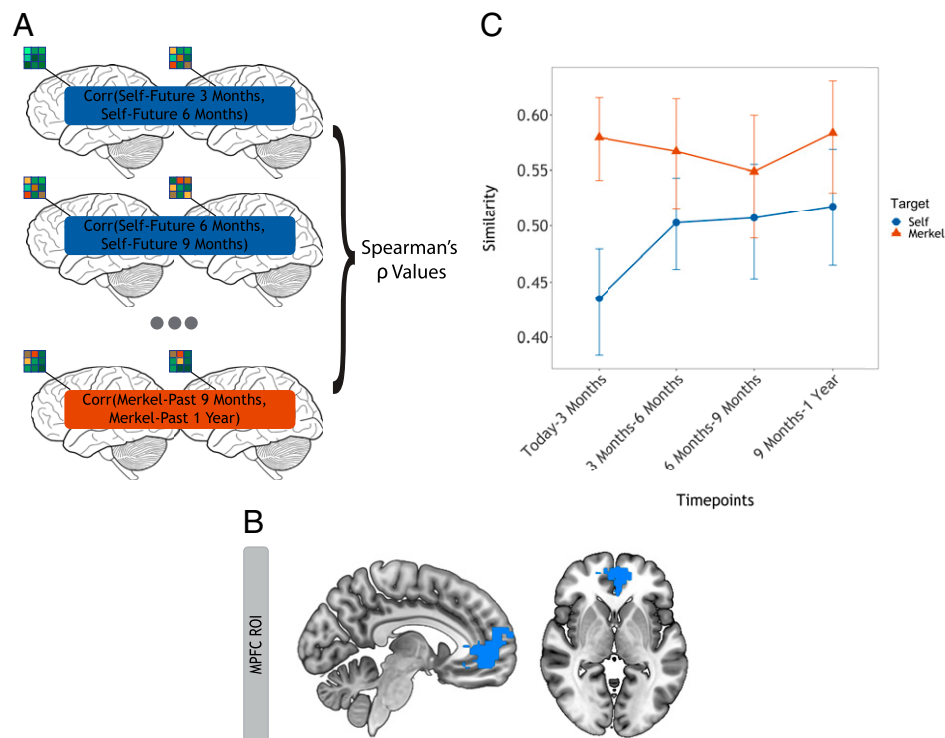 A
Corr(Self-Future 3 Months,
Self-Future 6 Months)
Corr(Self-Future 6 Months,
Self-Future 9 Months)
Corr(Merkel-Past 9 Months,
Merkel-Past 1 Year)
Spearman's
ρ Values
C
Similarity
0.60
0.55
0.50
0.45
0.40
Today-3 Months
3 Months-6 Months
6 Months-9 Months
9 Months-1 Year
Timepoints
Target
Self
Merkel
B
MPFC ROI